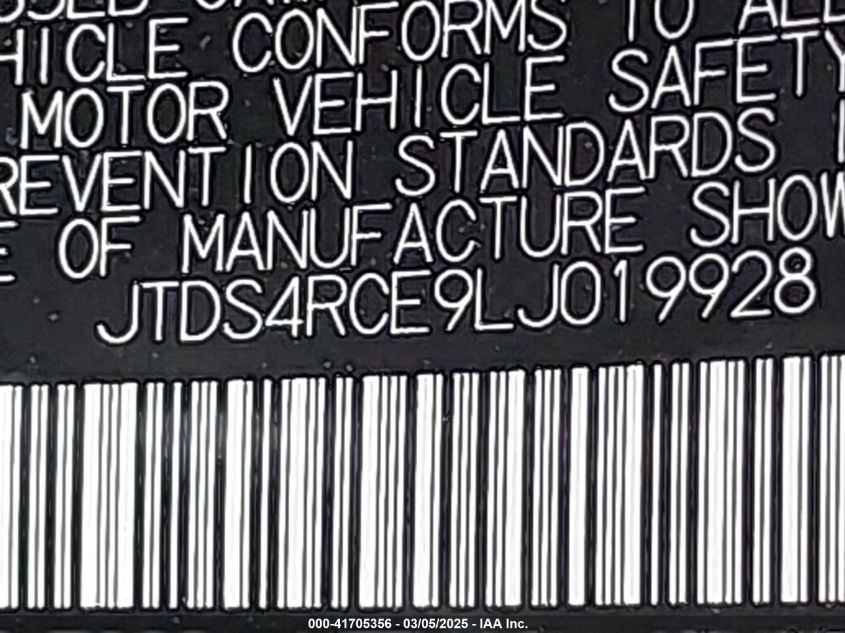 HICLE CONFORMS TO ALL
MOTOR VEHICLE SAFETY
REVENTION STANDARDS
E OF MANUFACTURE SHOW
JTDS4RCE9LJ019928
000-41705356 - 03/05/2025 - IAA Inc.